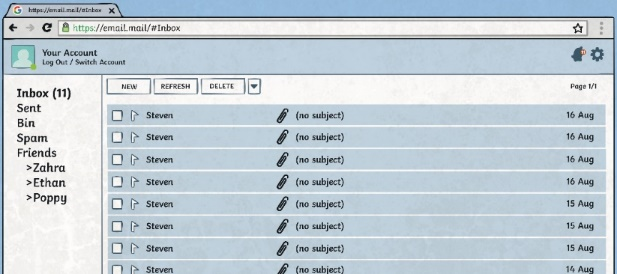 https://email.mail/#Inbox
https://email.mail/#Inbox
Your Account
Log Out / Switch Account
Inbox (11)
Sent
Bin
Spam
Friends
>Zahra
>Ethan
>Poppy
NEW REFRESH DELETE Page 1/1
Steven (no subject) 16 Aug
Steven (no subject) 16 Aug
Steven (no subject) 16 Aug
Steven (no subject) 16 Aug
Steven (no subject) 15 Aug
Steven (no subject) 15 Aug
Steven (no subject) 15 Aug
Steven (no subject) 14 Aug